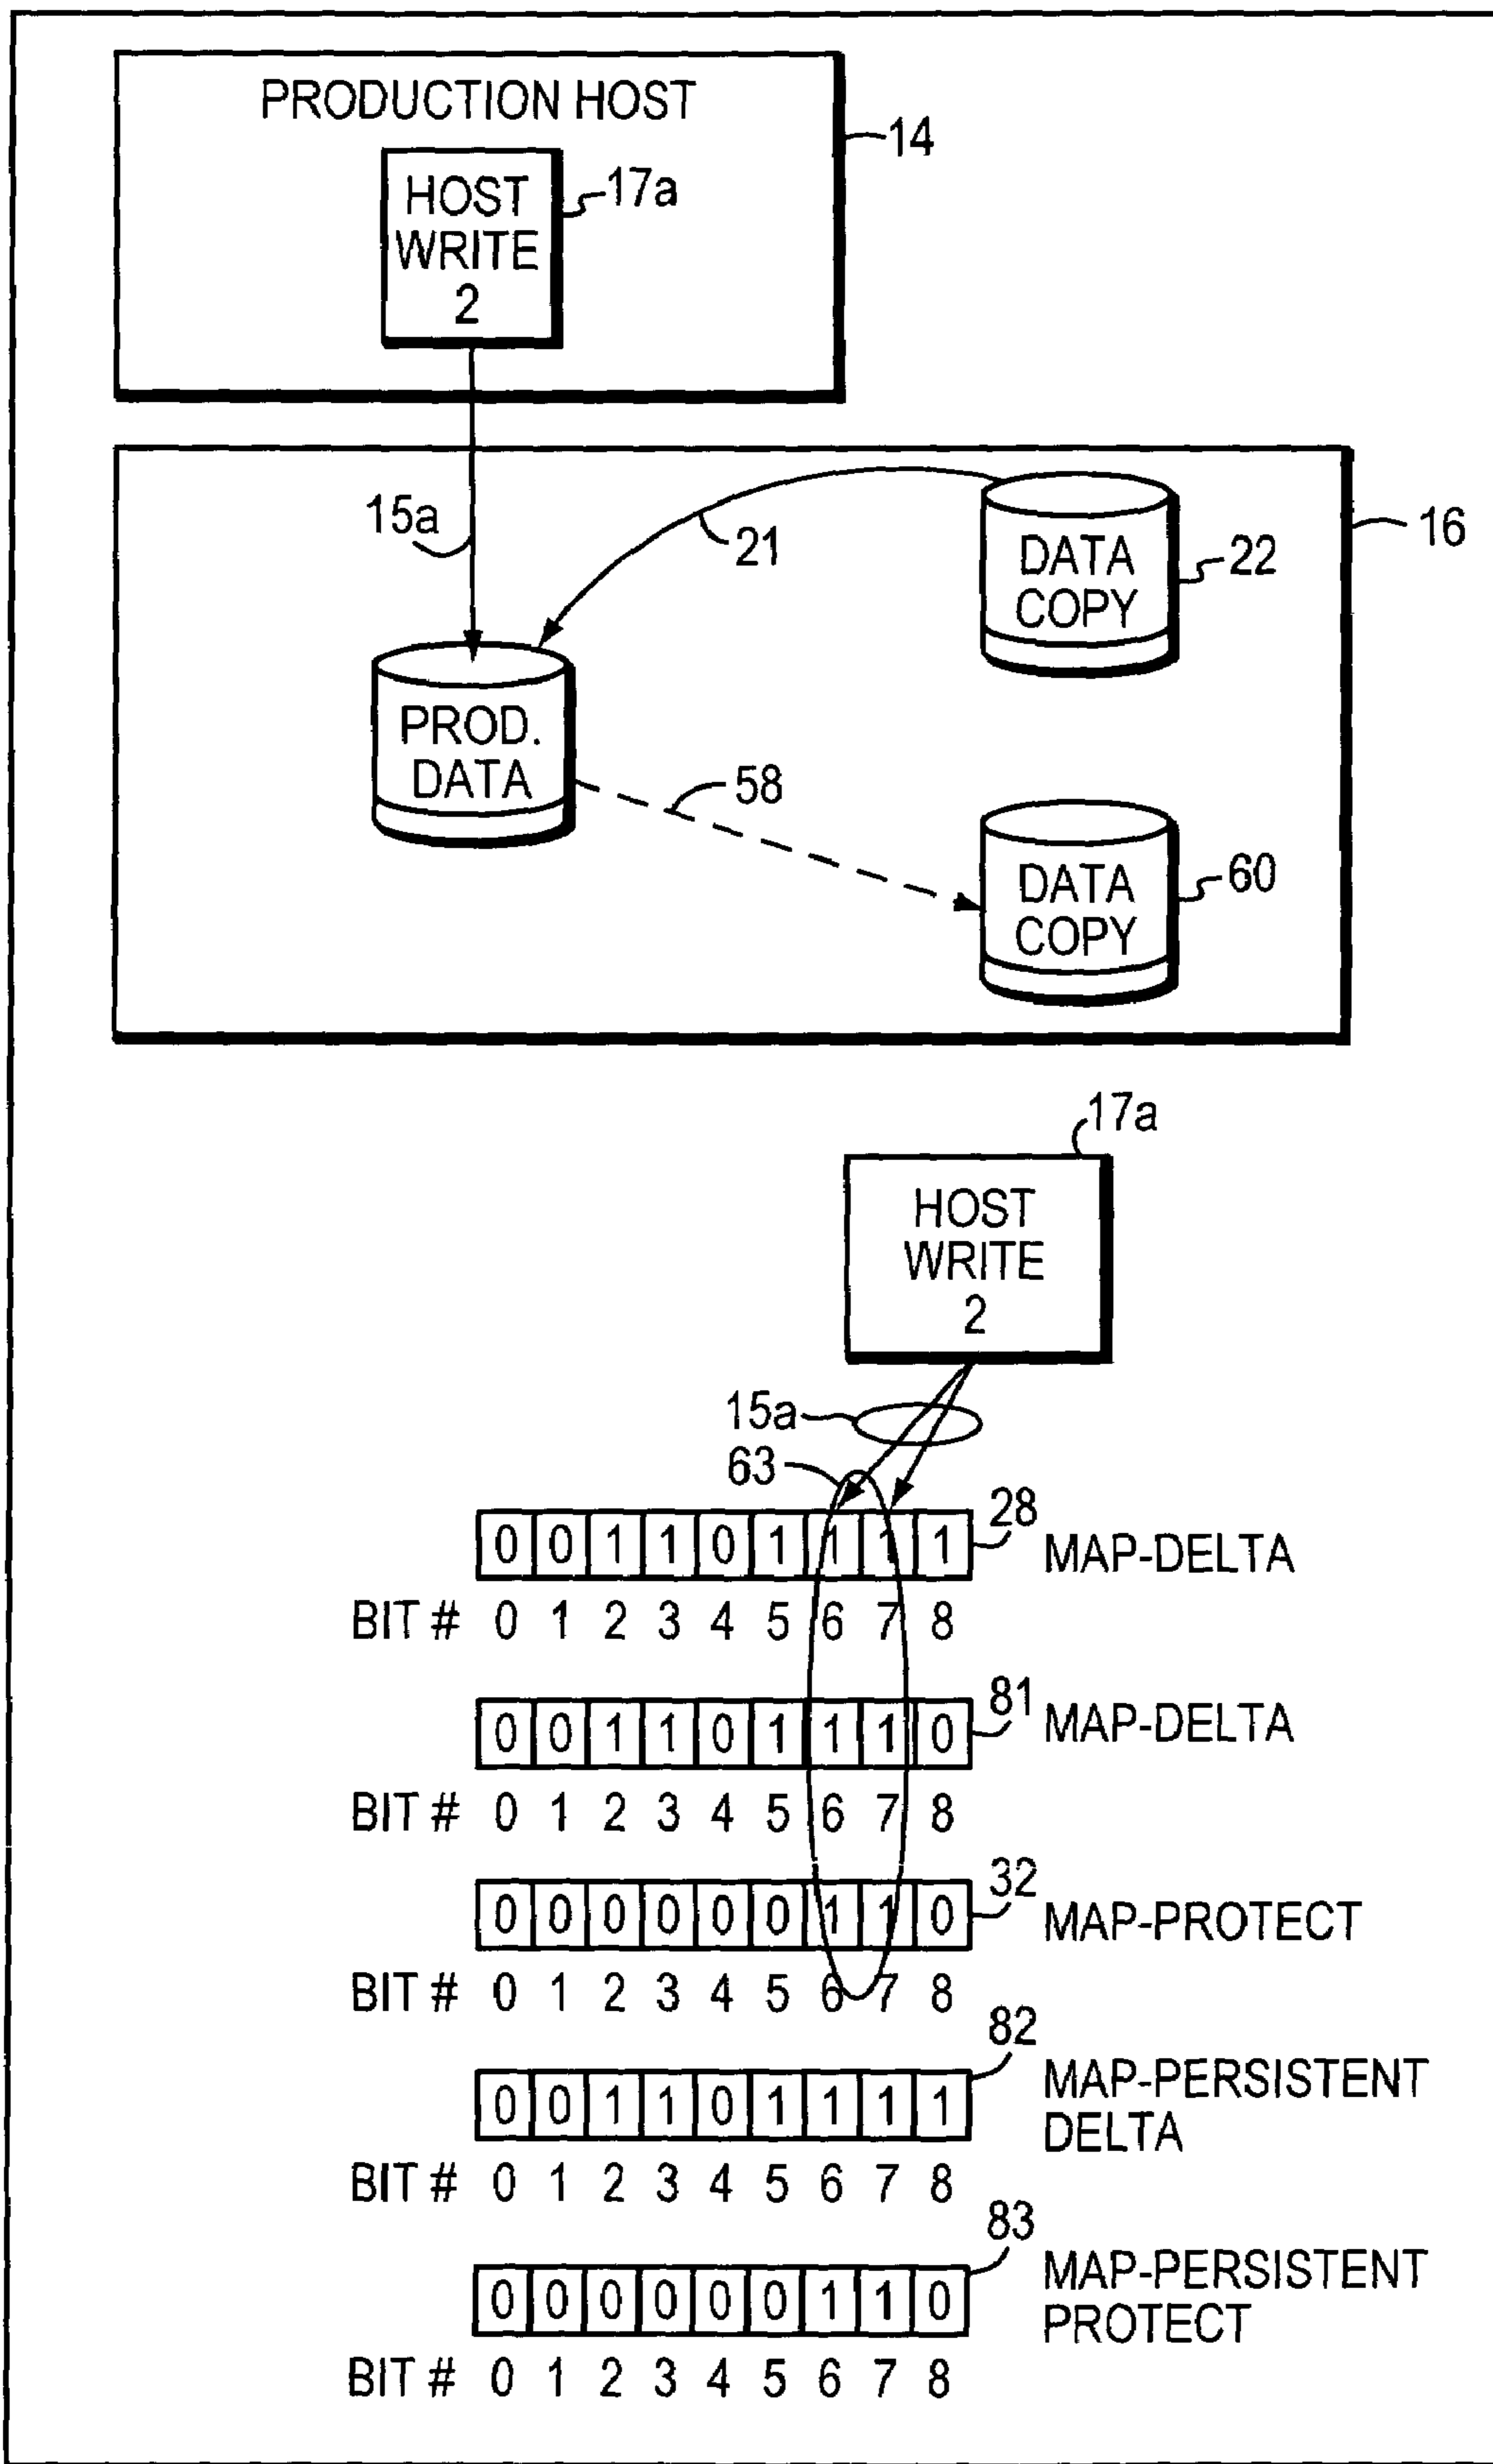 PRODUCTION HOST
14
HOST
WRITE
2
17a
15a
21
DATA
COPY
22
16
PROD.
DATA
58
DATA
COPY
60
17a
HOST
WRITE
2
15a
63
0 0 1 1 0 1 1 1 1
28
MAP-DELTA
BIT # 0 1 2 3 4 5 6 7 8
0 0 1 1 0 1 1 1 0
81
MAP-DELTA
BIT # 0 1 2 3 4 5 6 7 8
0 0 0 0 0 0 1 1 0
32
MAP-PROTECT
BIT # 0 1 2 3 4 5 6 7 8
0 0 1 1 0 1 1 1 1
82
MAP-PERSISTENT
DELTA
BIT # 0 1 2 3 4 5 6 7 8
0 0 0 0 0 0 1 1 0
83
MAP-PERSISTENT
PROTECT
BIT # 0 1 2 3 4 5 6 7 8